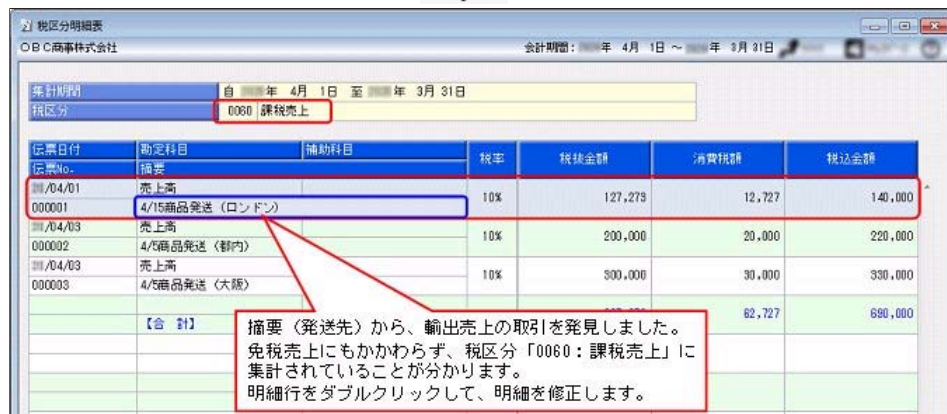 税区分明細表
OBC商事株式会社
会計期間： 年 4月 1日 ～ 年 3月 31日
集計期間 自 年 4月 1日 至 年 3月 31日
税区分 0060 課税売上
伝票日付 勘定科目 補助科目 税率 税抜金額 消費税額 税込金額
伝票No. 摘要
/04/01 売上高
10% 127,273 12,727 140,000
000001 4/15商品発送（ロンドン）
/04/03 売上高
10% 200,000 20,000 220,000
000002 4/5商品発送（都内）
/04/03 売上高
10% 300,000 30,000 330,000
000003 4/5商品発送（大阪）
【合 計】 62,727 690,000
摘要（発送先）から、輸出売上の取引を発見しました。
免税売上にもかかわらず、税区分「0060：課税売上」に
集計されていることが分かります。
明細行をダブルクリックして、明細を修正します。